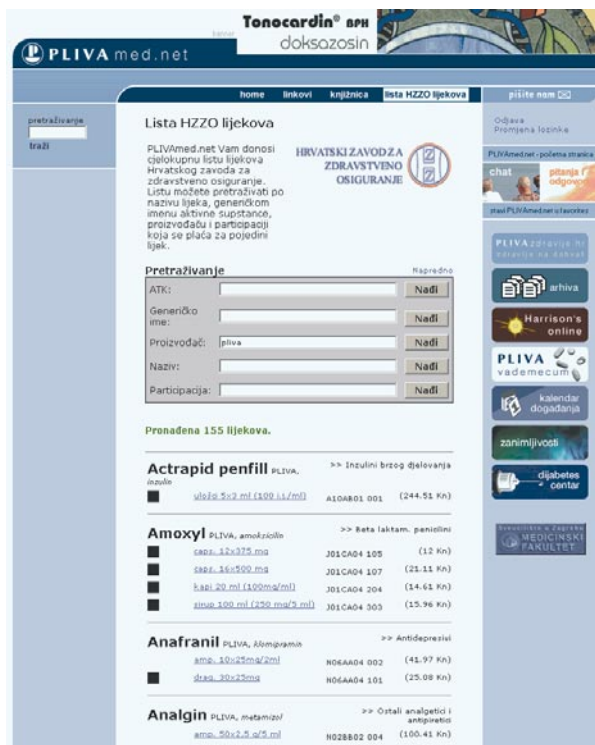 Tonocardin® BPH
doksazosin
PLIVA med.net
home linkovi knjižnica lista HZZO lijekova pišite nam
pretraživanje
traži
Lista HZZO lijekova
PLIVAmed.net Vam donosi
cjelokupnu listu lijekova
Hrvatskog zavoda za
zdravstveno osiguranje.
Listu možete pretraživati po
nazivu lijeka, generičkom
imenu aktivne supstance,
proizvođaču i participaciji
koja se plaća za pojedini
lijek.
HRVATSKI ZAVOD ZA
ZDRAVSTVENO
OSIGURANJE
Pretraživanje Napredno
ATK: Nađi
Generičko
ime: Nađi
Proizvođač: pliva Nađi
Naziv: Nađi
Participacija: Nađi
Pronađena 155 lijekova.
Actrapid penfill PLIVA, >> Inzulini brzog djelovanja
inzulin
uložo 5x3 ml (100 i.j./ml) A10AB01 001 (244.51 Kn)
Amoxyl PLIVA, amoksicilin >> Beta laktam. penicilini
caps. 12x375 mg J01CA04 105 (12 Kn)
caps. 16x500 mg J01CA04 107 (21.11 Kn)
kapi 20 ml (100mg/ml) J01CA04 204 (14.61 Kn)
sirup 100 ml (250 mg/5 ml) J01CA04 303 (15.96 Kn)
Anafranil PLIVA, klomipramin >> Antidepresivi
amp. 10x25mg/2ml N06AA04 002 (41.97 Kn)
drag. 30x25mg N06AA04 101 (25.08 Kn)
Analgin PLIVA, metamizol >> Ostali analgetici i
antipiretici
amp. 50x2.5 g/5 ml N02BB02 004 (100.41 Kn)
Odjava
Promjena lozinke
PLIVAmed.net - početna stranica
chat
pitanja i
odgovori
stavi PLIVAmed.net u favorites
PLIVAzdravlje.hr
zdravlje na dohvat
arhiva
Harrison's
online
PLIVA
vademecum
kalendar
događanja
zanimljivosti
dijabetes
centar
Sveučilište u Zagrebu
MEDICINSKI
FAKULTET